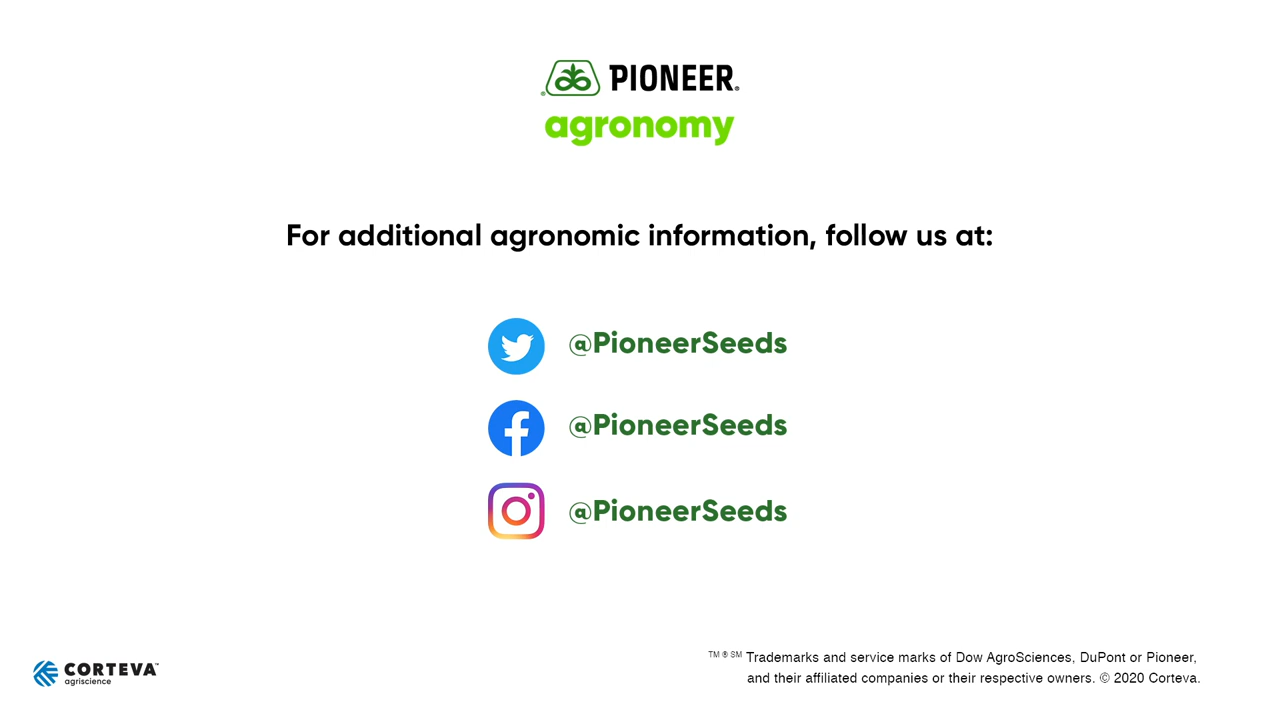 PIONEER®
agronomy
For additional agronomic information, follow us at:
@PioneerSeeds
@PioneerSeeds
@PioneerSeeds
CORTEVA™
agriscience
TM ® SM Trademarks and service marks of Dow AgroSciences, DuPont or Pioneer,
and their affiliated companies or their respective owners. © 2020 Corteva.